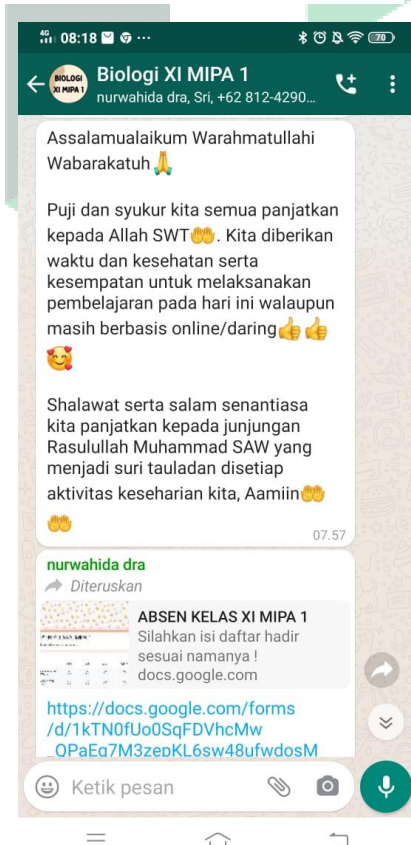 4G 08:18 70
BIOLOGI
XI MIPA 1
Biologi XI MIPA 1
nurwahida dra, Sri, +62 812-4290...
Assalamualaikum Warahmatullahi
Wabarakatuh🙏
Puji dan syukur kita semua panjatkan
kepada Allah SWT🤲. Kita diberikan
waktu dan kesehatan serta
kesempatan untuk melaksanakan
pembelajaran pada hari ini walaupun
masih berbasis online/daring👍👍
🥰
Shalawat serta salam senantiasa
kita panjatkan kepada junjungan
Rasulullah Muhammad SAW yang
menjadi suri tauladan disetiap
aktivitas keseharian kita, Aamiin🤲
🤲
07.57
nurwahida dra
Diteruskan
ABSEN KELAS XI MIPA 1
Silahkan isi daftar hadir
sesuai namanya !
docs.google.com
https://docs.google.com/forms
/d/1kTN0fUo0SqFDVhcMw
_QPaEq7M3zepKL6sw48ufwdosM
Ketik pesan